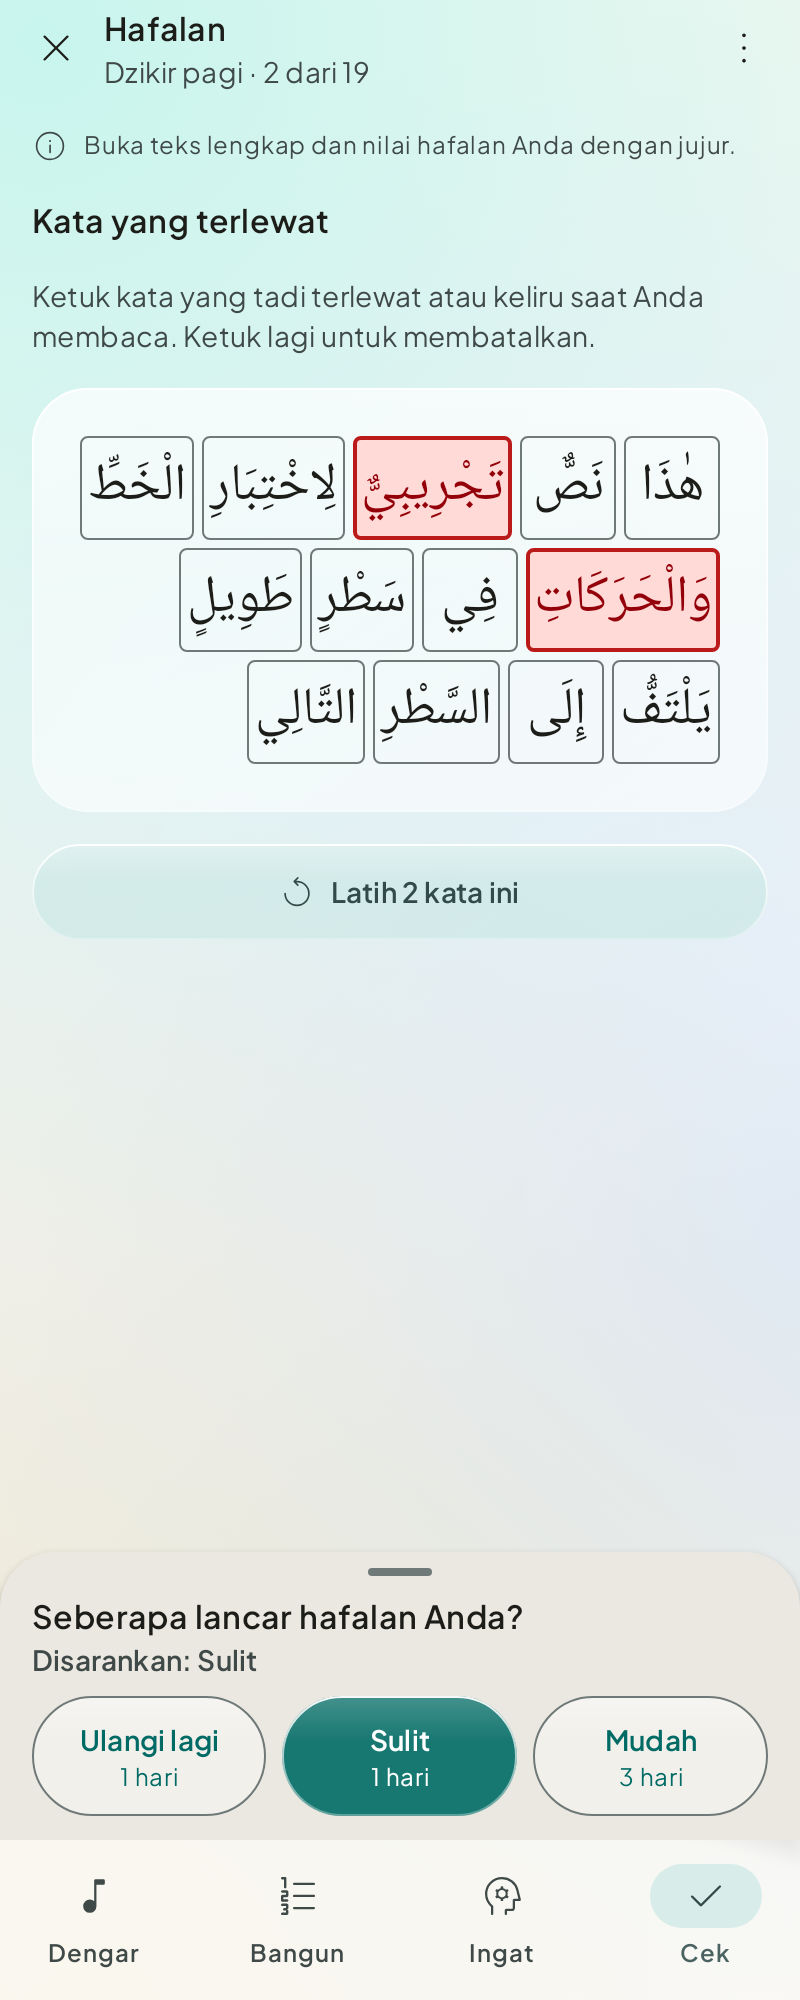 Hafalan
Dzikir pagi · 2 dari 19
Buka teks lengkap dan nilai hafalan Anda dengan jujur.
Kata yang terlewat
Ketuk kata yang tadi terlewat atau keliru saat Anda
membaca. Ketuk lagi untuk membatalkan.
هٰذَا نَصٌّ تَجْرِيبِيٌّ لِاخْتِبَارِ الْخَطِّ
وَالْحَرَكَاتِ فِي سَطْرٍ طَوِيلٍ
يَلْتَفُّ إِلَى السَّطْرِ التَّالِي
Latih 2 kata ini
Seberapa lancar hafalan Anda?
Disarankan: Sulit
Ulangi lagi
1 hari
Sulit
1 hari
Mudah
3 hari
Dengar
Bangun
Ingat
Cek